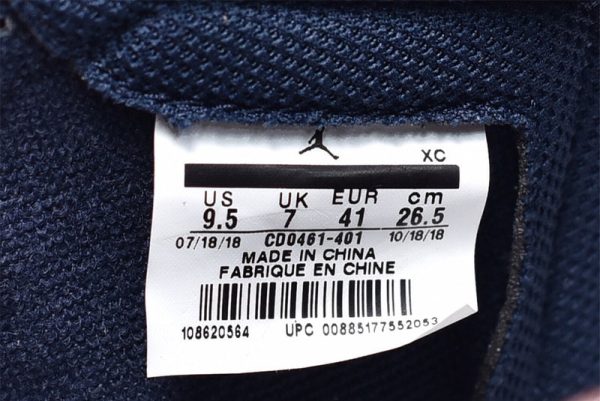 XC
US UK EUR cm
9.5 7 41 26.5
07/18/18 CD0461-401 10/18/18
MADE IN CHINA
FABRIQUE EN CHINE
108620564 UPC 00885177552053